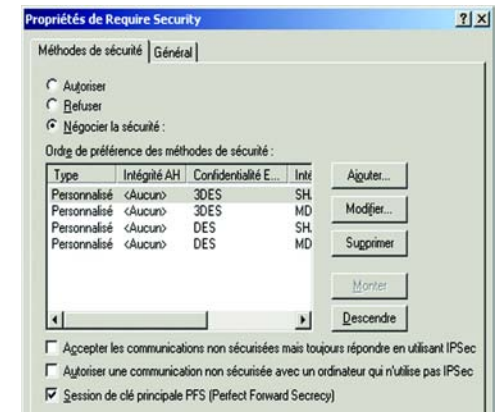 Propriétés de Require Security
Méthodes de sécurité Général
Autoriser
Refuser
Négocier la sécurité :
Ordre de préférence des méthodes de sécurité :
Type Intégrité AH Confidentialité E... Inté
Personnalisé <Aucun> 3DES SH.
Personnalisé <Aucun> 3DES MD
Personnalisé <Aucun> DES SH.
Personnalisé <Aucun> DES MD
Ajouter...
Modifier...
Supprimer
Monter
Descendre
Accepter les communications non sécurisées mais toujours répondre en utilisant IPSec
Autoriser une communication non sécurisée avec un ordinateur qui n'utilise pas IPSec
Session de clé principale PFS (Perfect Forward Secrecy)